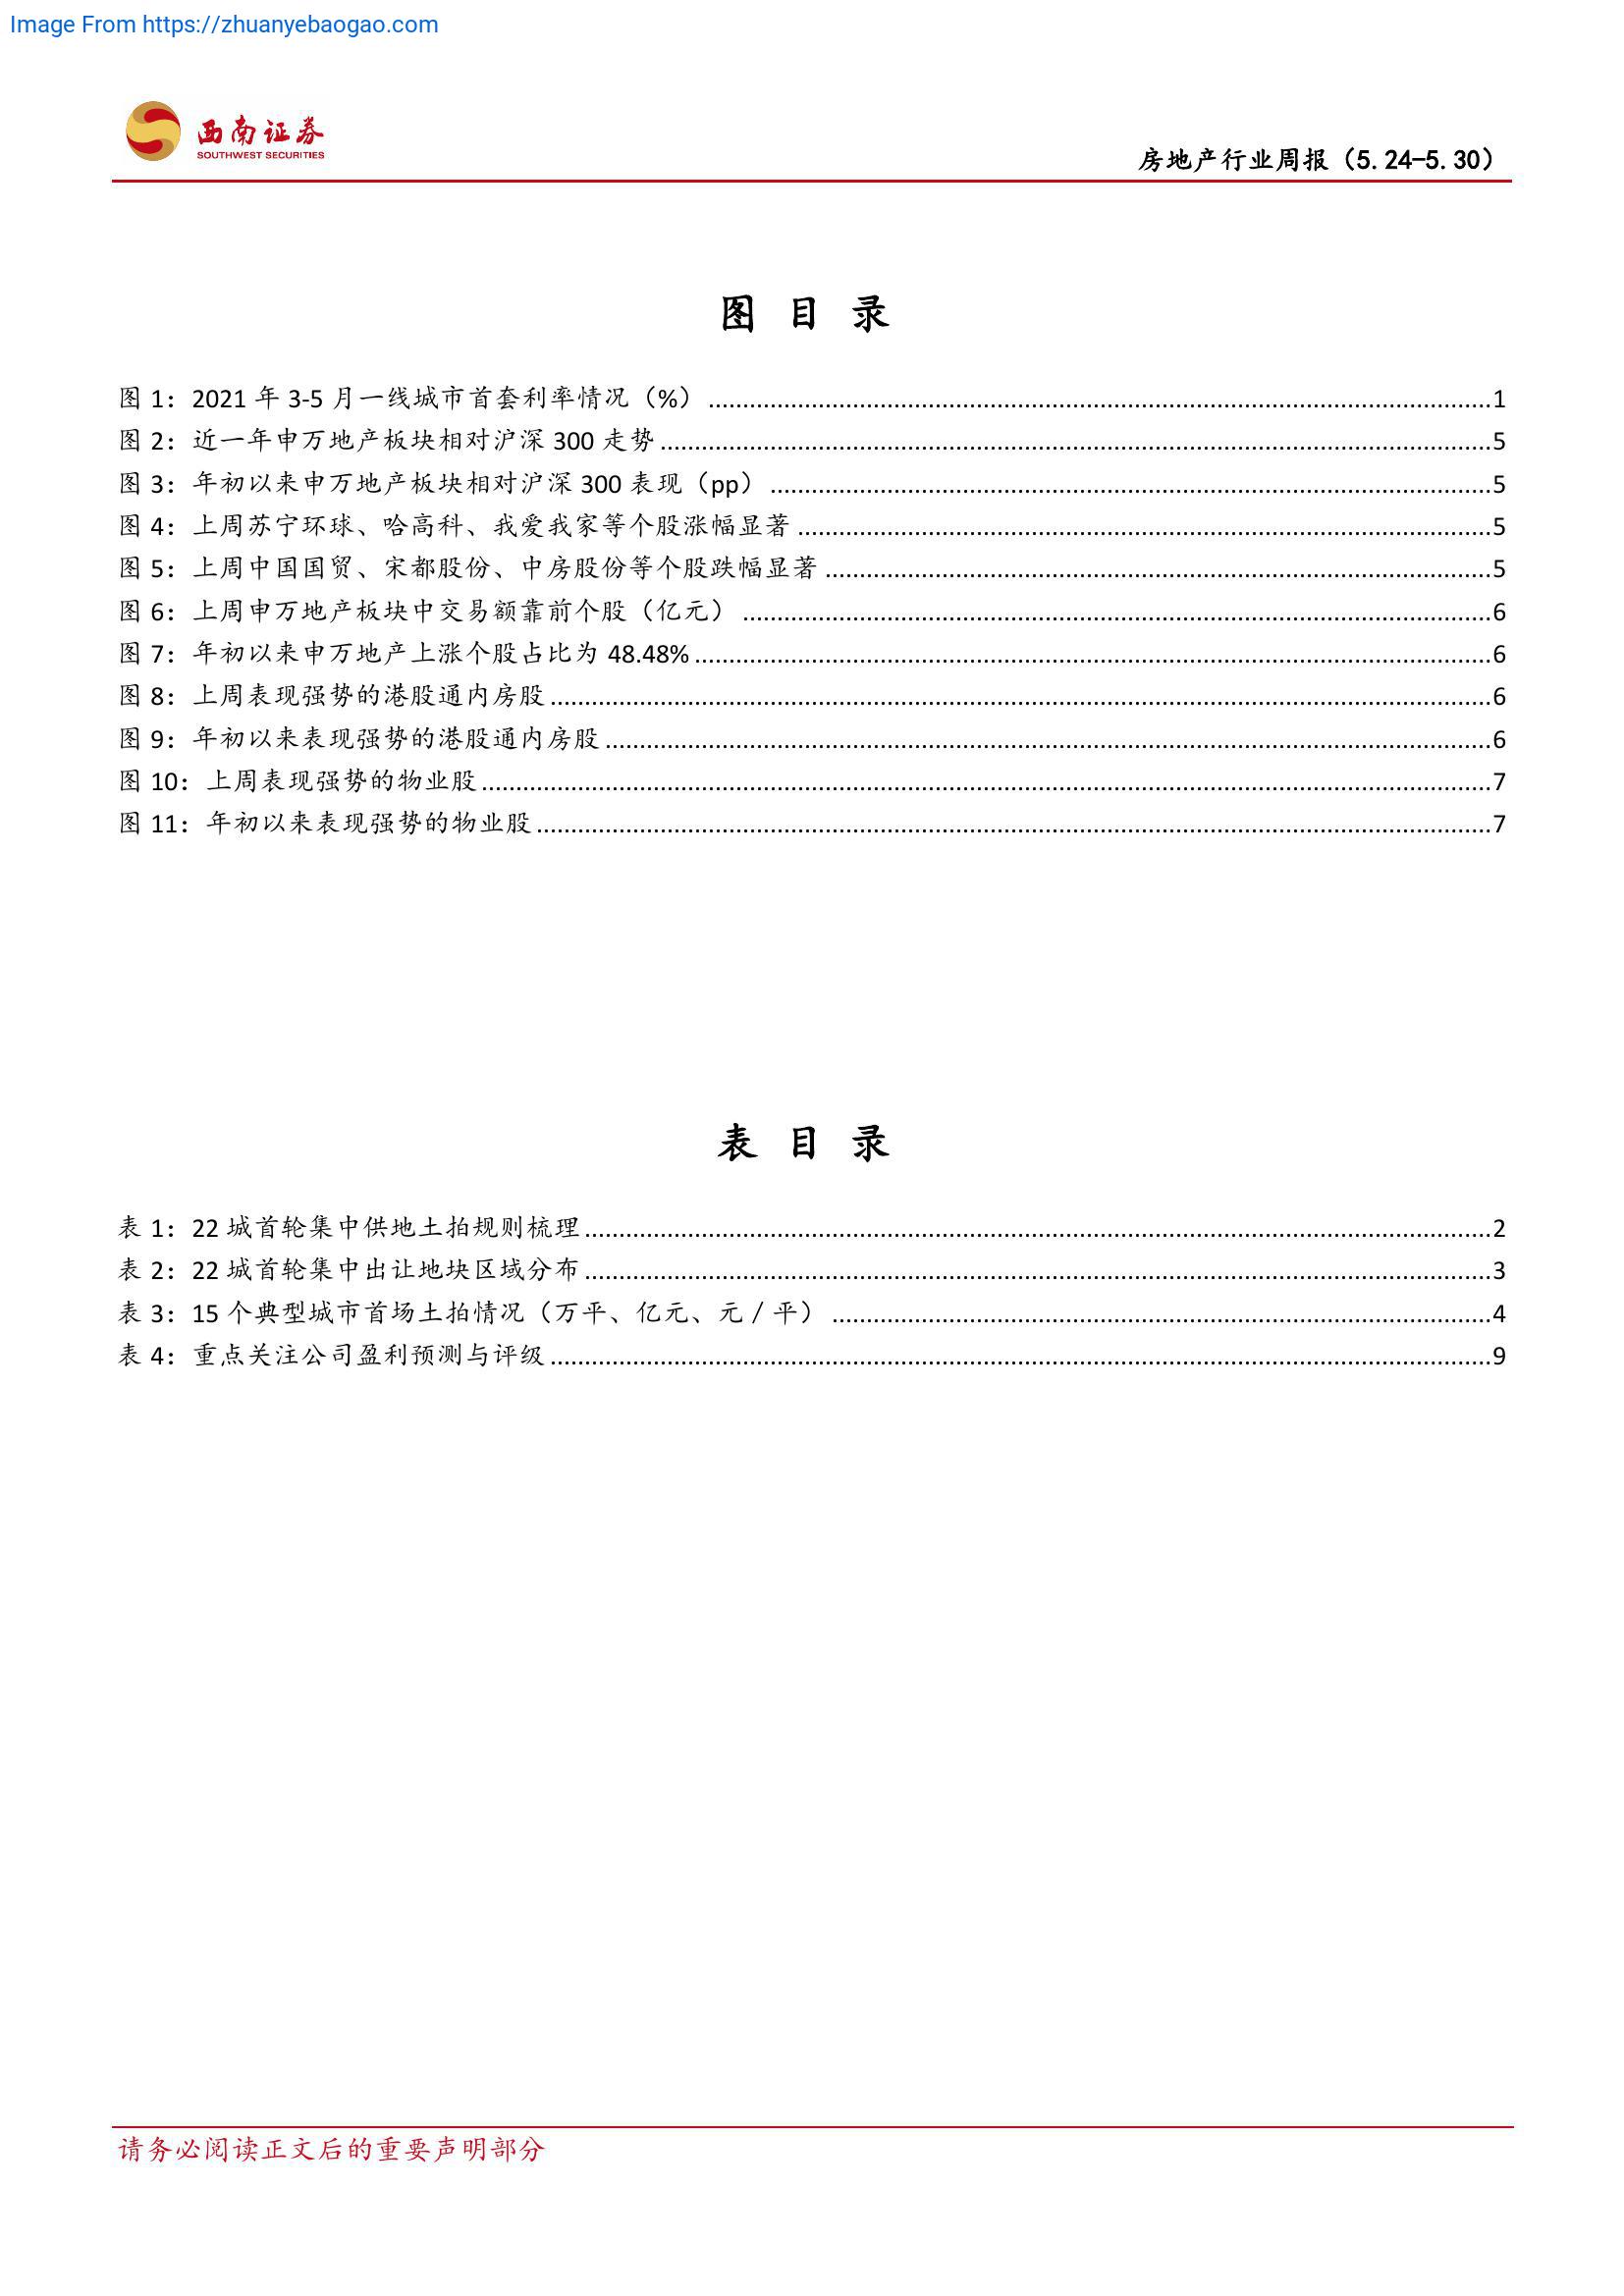 Image From https://zhuanyebaogao.com
西南证券
SOUTHWEST SECURITIES
房地产行业周报（5.24-5.30）
图 目 录
图 1：2021 年 3-5 月一线城市首套利率情况（%）........................................1
图 2：近一年申万地产板块相对沪深 300 走势........................................5
图 3：年初以来申万地产板块相对沪深 300 表现（pp）........................................5
图 4：上周苏宁环球、哈高科、我爱我家等个股涨幅显著........................................5
图 5：上周中国国贸、宋都股份、中房股份等个股跌幅显著........................................5
图 6：上周申万地产板块中交易额靠前个股（亿元）........................................6
图 7：年初以来申万地产上涨个股占比为 48.48%........................................6
图 8：上周表现强势的港股通内房股........................................6
图 9：年初以来表现强势的港股通内房股........................................6
图 10：上周表现强势的物业股........................................7
图 11：年初以来表现强势的物业股........................................7
表 目 录
表 1：22 城首轮集中供地土拍规则梳理........................................2
表 2：22 城首轮集中出让地块区域分布........................................3
表 3：15 个典型城市首场土拍情况（万平、亿元、元／平）........................................4
表 4：重点关注公司盈利预测与评级........................................9
请务必阅读正文后的重要声明部分